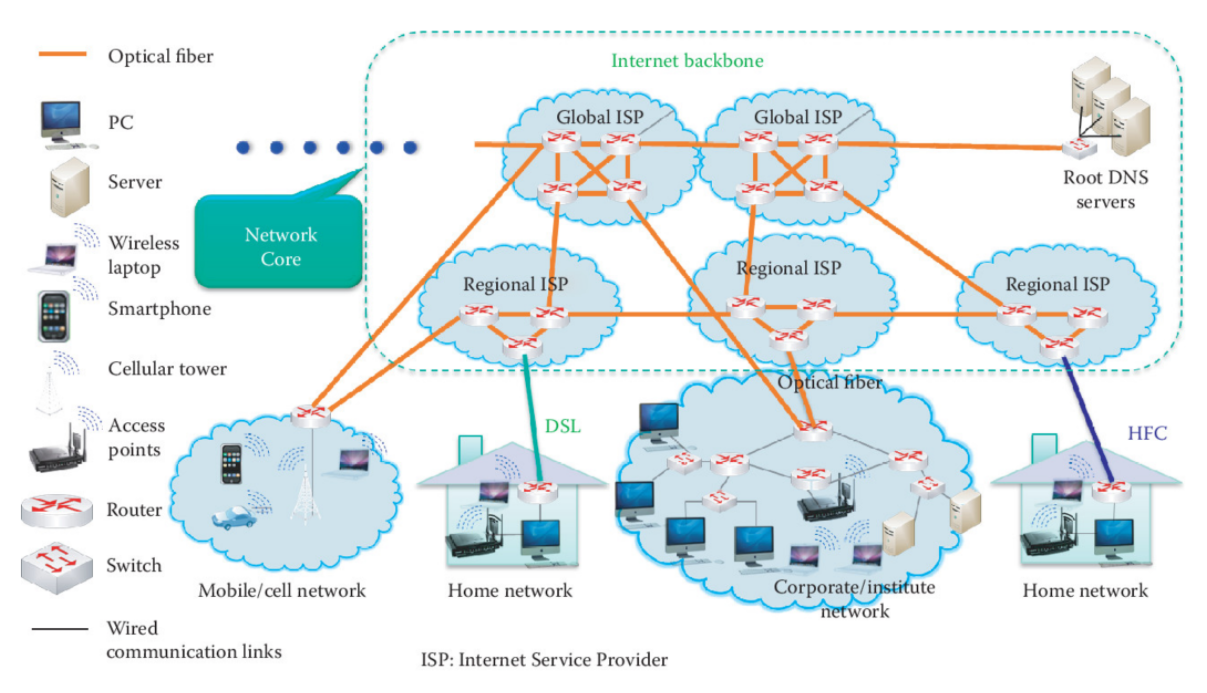 Optical fiber
PC
Server
Wireless
laptop
Smartphone
Cellular tower
Access
points
Router
Switch
Wired
communication links
Internet backbone
Global ISP
Global ISP
Root DNS
servers
Network
Core
Regional ISP
Regional ISP
Regional ISP
Optical fiber
DSL
HFC
Mobile/cell network
Home network
Corporate/institute
network
Home network
ISP: Internet Service Provider